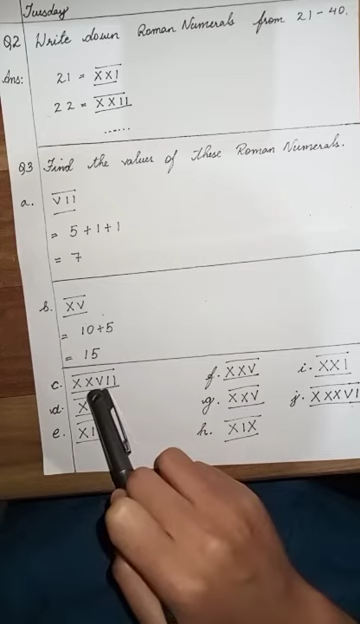 Tuesday
Q2 Write down Roman Numerals from 21-40.
Ans: 21 = XXI
22 = XXII
......
Q3 Find the values of these Roman Numerals.
a. VII
= 5+1+1
= 7
b. XV
= 10+5
= 15
c. XXVII f. XXV i. XXI
d. g. XXV j. XXXVI
e. h. XIX